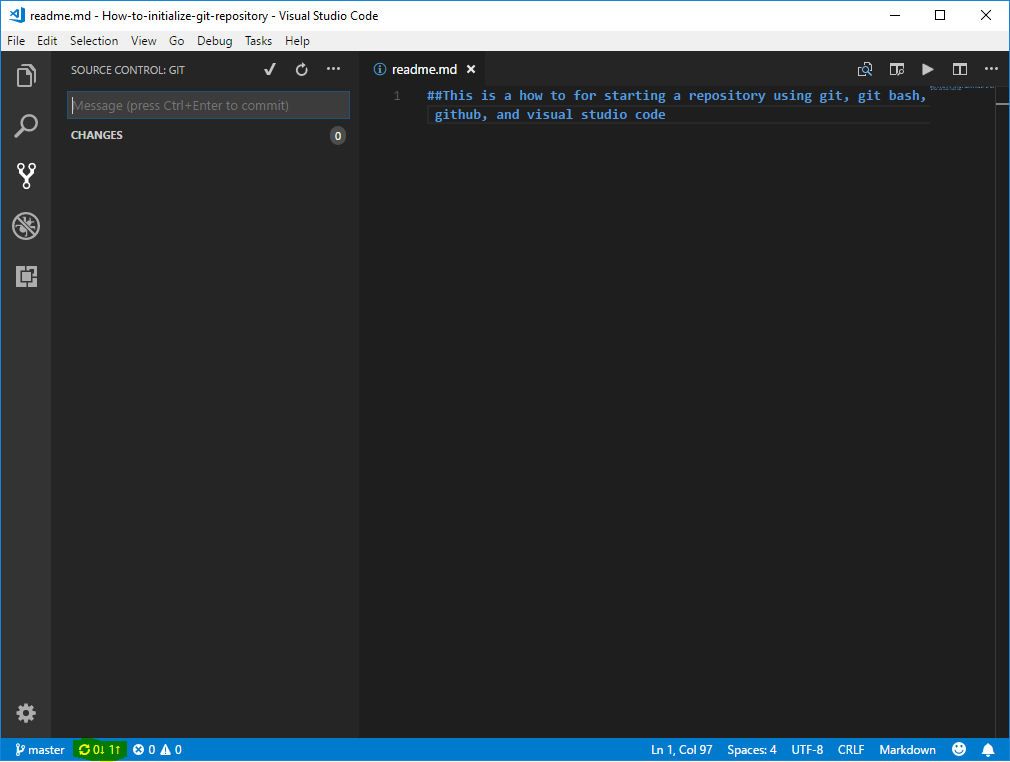 readme.md - How-to-initialize-git-repository - Visual Studio Code
File Edit Selection View Go Debug Tasks Help
SOURCE CONTROL: GIT
Message (press Ctrl+Enter to commit)
CHANGES 0
readme.md
1 ##This is a how to for starting a repository using git, git bash,
github, and visual studio code
master 0↓ 1↑ 0 0 Ln 1, Col 97 Spaces: 4 UTF-8 CRLF Markdown